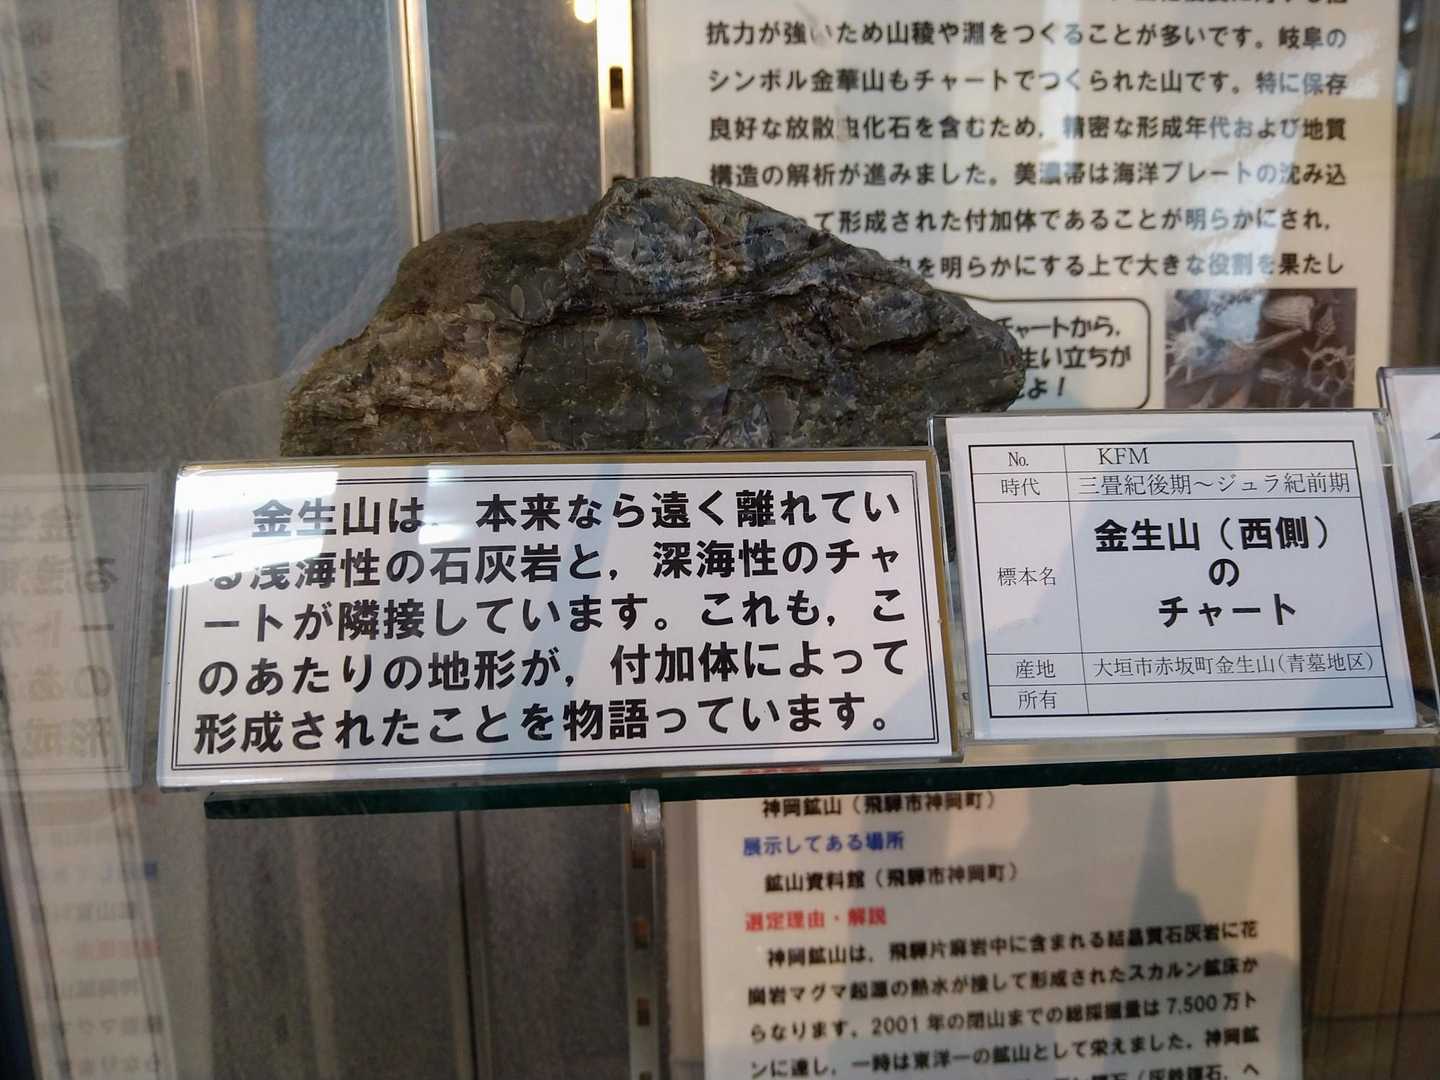 抗力が強いため山稜や淵をつくることが多いです。岐阜の
シンボル金華山もチャートでつくられた山です。特に保存
良好な放散虫化石を含むため，精密な形成年代および地質
構造の解析が進みました。美濃帯は海洋プレートの沈み込
って形成された付加体であることが明らかにされ，
を明らかにする上で大きな役割を果たし
チャートから，
生い立ちが
よ！
金生山は，本来なら遠く離れてい
る浅海性の石灰岩と，深海性のチャ
ートが隣接しています。これも，こ
のあたりの地形が，付加体によって
形成されたことを物語っています。
No. KFM
時代 三畳紀後期～ジュラ紀前期
標本名 金生山（西側）
の
チャート
産地 大垣市赤坂町金生山(青墓地区)
所有
神岡鉱山（飛騨市神岡町）
展示してある場所
鉱山資料館（飛騨市神岡町）
選定理由・解説
神岡鉱山は，飛騨片麻岩中に含まれる結晶質石灰岩に花
崗岩マグマ起源の熱水が接して形成されたスカルン鉱床か
らなります。2001年の閉山までの総採掘量は7.500万ト
ンに達し，一時は東洋一の鉱山として栄えました。神岡鉱